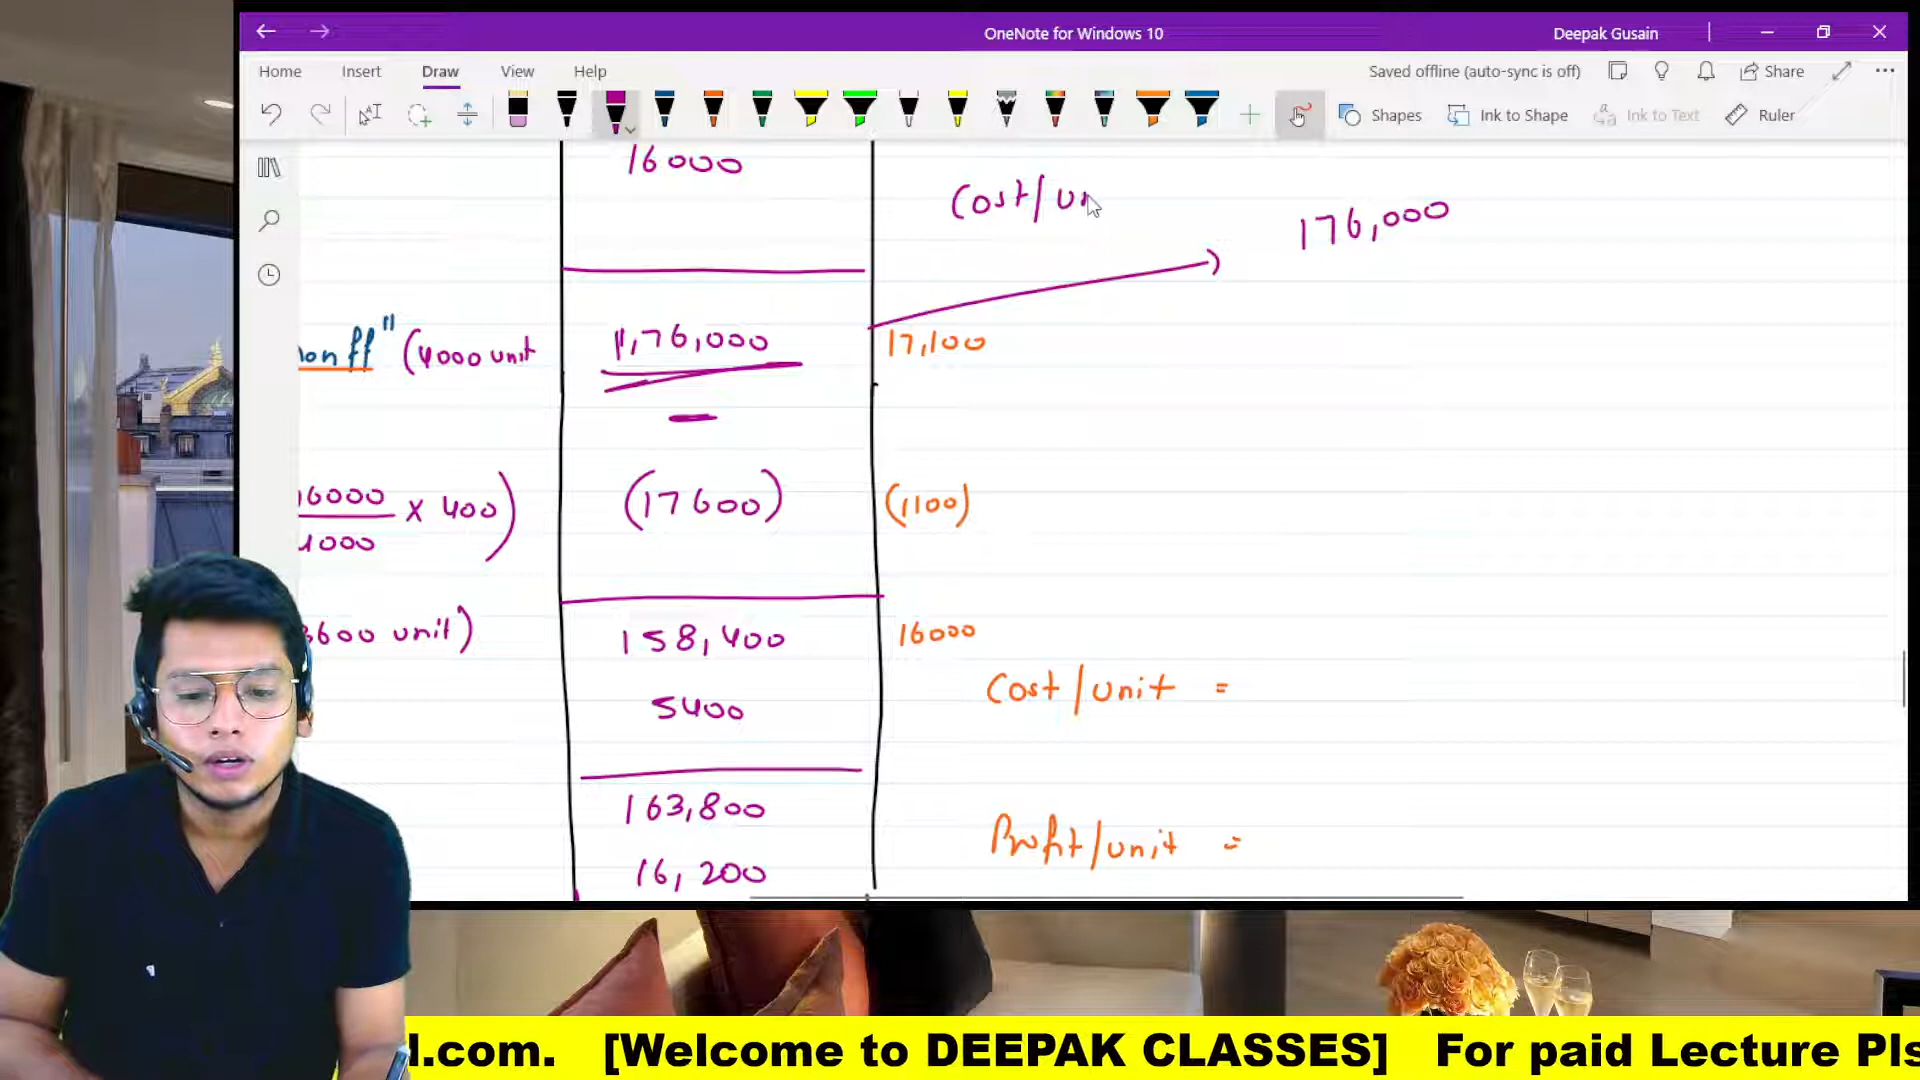 OneNote for Windows 10
Deepak Gusain
Home Insert Draw View Help
Saved offline (auto-sync is off)
Share
Shapes
Ink to Shape
Ink to Text
Ruler
16000
Cost/un
176,000
(4000 unit
1,76,000
17,100
16000
× 400)
4000
(17600)
(1100)
3600 unit)
158,400
16000
Cost/unit =
5400
163,800
Profit/unit =
16,200
.com. [Welcome to DEEPAK CLASSES] For paid Lecture Pls